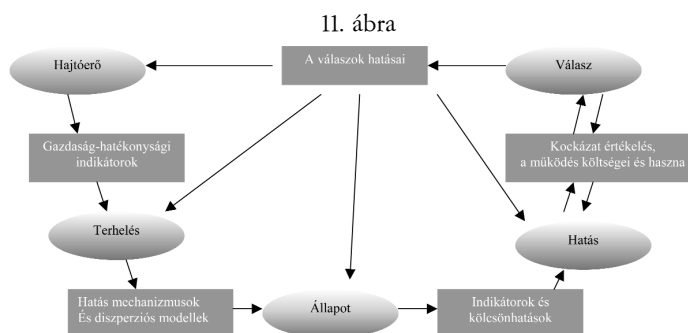 11. ábra
Hajtóerő
A válaszok hatásai
Válasz
Gazdaság-hatékonysági
indikátorok
Kockázat értékelés,
a működés költségei és haszna
Terhelés
Hatás
Hatás mechanizmusok
És diszperziós modellek
Állapot
Indikátorok és
kölcsönhatások